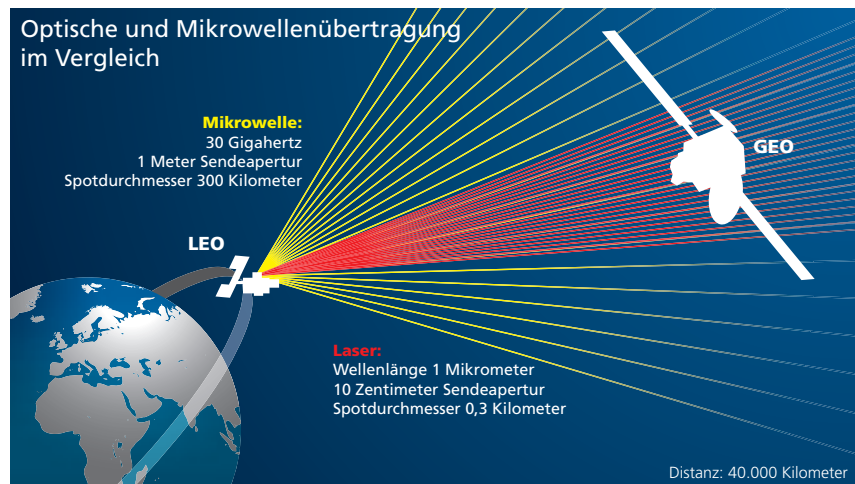 Optische und Mikrowellenübertragung
im Vergleich
Mikrowelle:
30 Gigahertz
1 Meter Sendeapertur
Spotdurchmesser 300 Kilometer
GEO
LEO
Laser:
Wellenlänge 1 Mikrometer
10 Zentimeter Sendeapertur
Spotdurchmesser 0,3 Kilometer
Distanz: 40.000 Kilometer